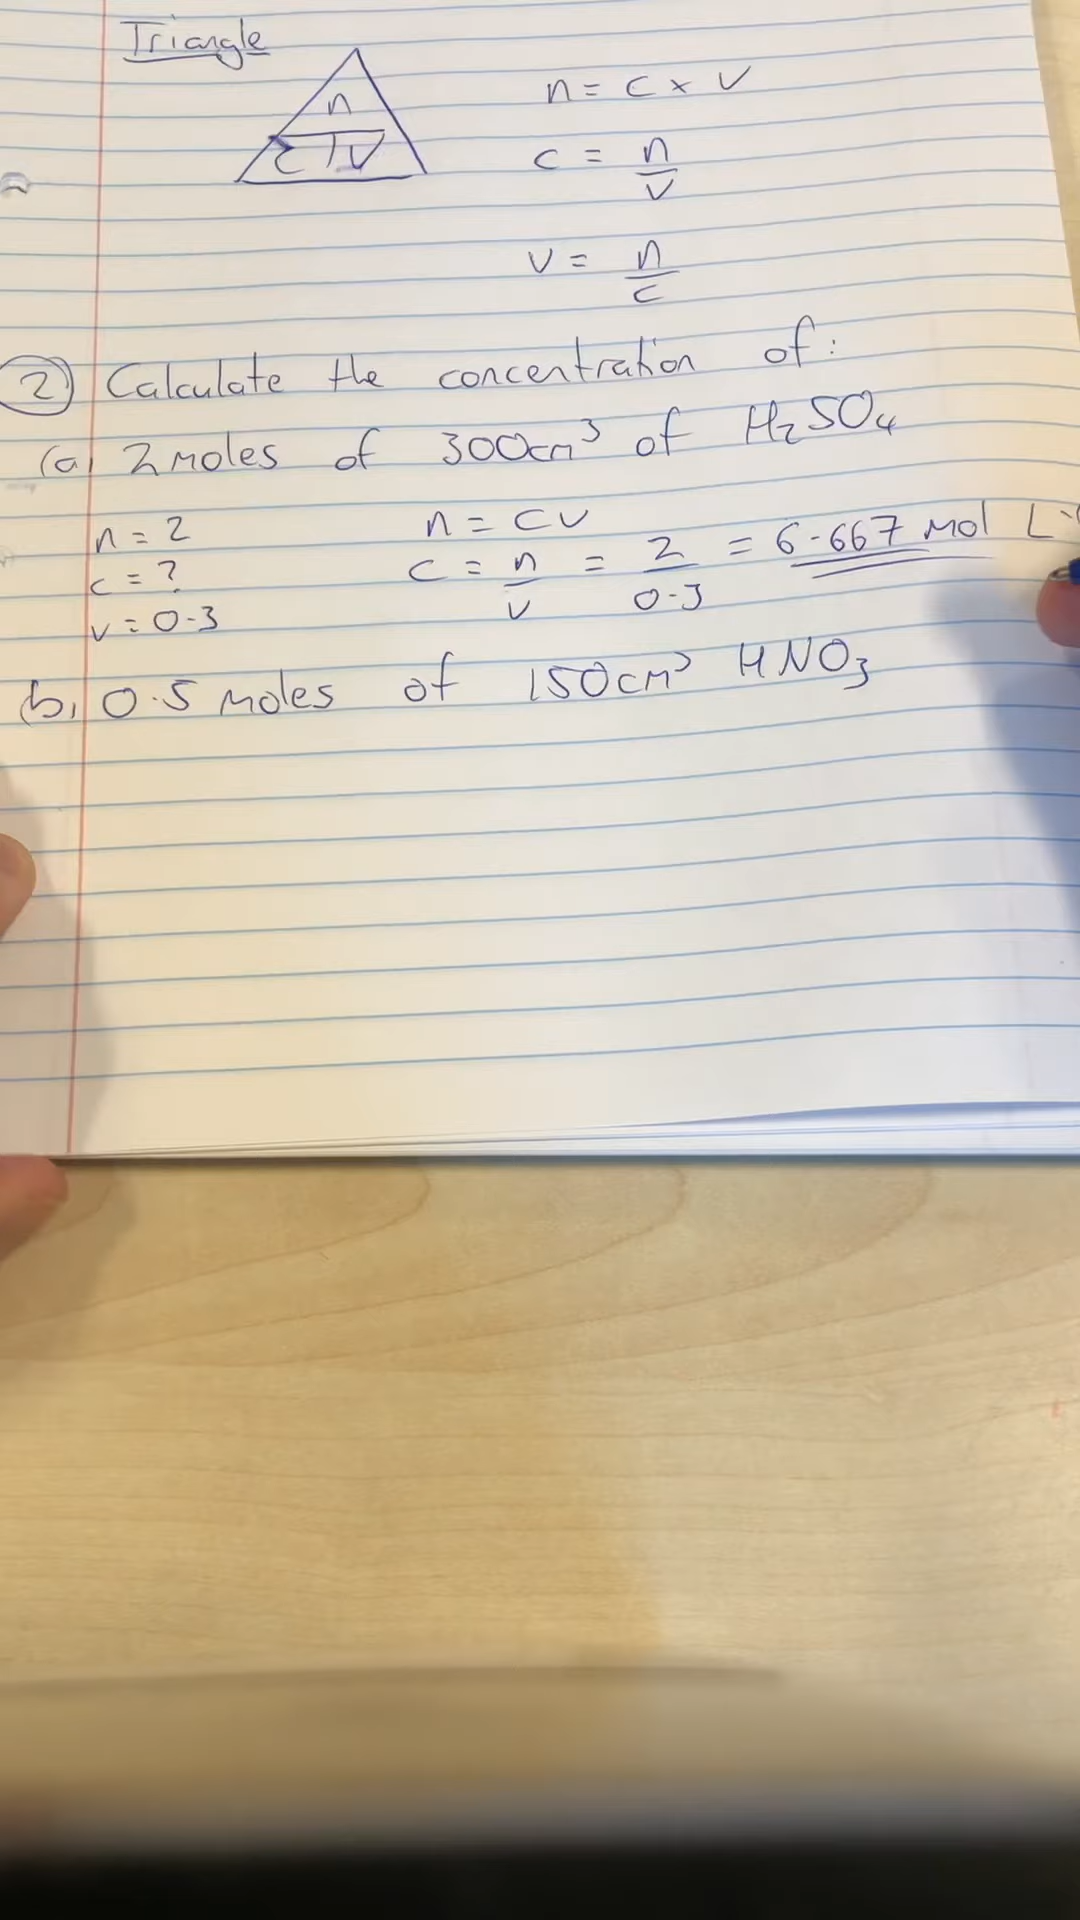 Triangle
n
c | v
n = c x v
c = n/v
v = n/c
(2) Calculate the concentration of:
(a) 2 moles of 300cm³ of H₂SO₄
n = 2
c = ?
v = 0.3
n = cv
c = n/v = 2/0.3 = 6.667 mol L⁻
(b) 0.5 moles of 150cm³ HNO₃